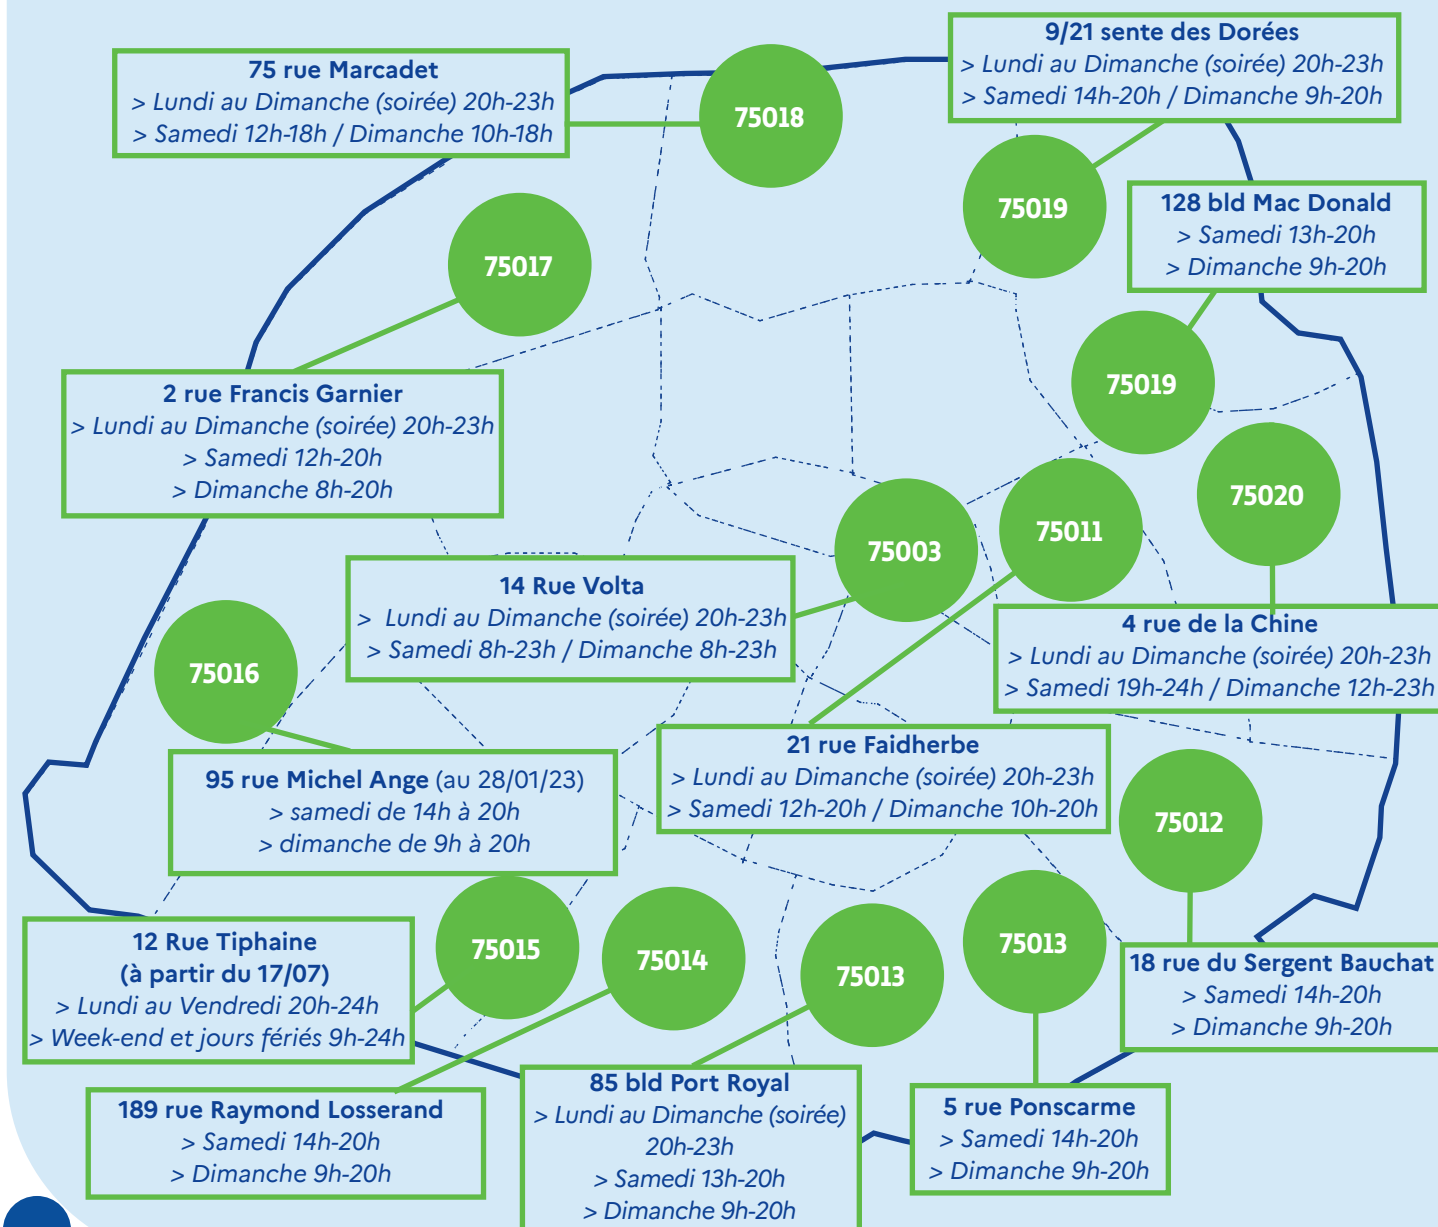 75 rue Marcadet
> Lundi au Dimanche (soirée) 20h-23h
> Samedi 12h-18h / Dimanche 10h-18h
75018
9/21 sente des Dorées
> Lundi au Dimanche (soirée) 20h-23h
> Samedi 14h-20h / Dimanche 9h-20h
75019
128 bld Mac Donald
> Samedi 13h-20h
> Dimanche 9h-20h
75019
75017
2 rue Francis Garnier
> Lundi au Dimanche (soirée) 20h-23h
> Samedi 12h-20h
> Dimanche 8h-20h
75020
4 rue de la Chine
> Lundi au Dimanche (soirée) 20h-23h
> Samedi 19h-24h / Dimanche 12h-23h
75003
14 Rue Volta
> Lundi au Dimanche (soirée) 20h-23h
> Samedi 8h-23h / Dimanche 8h-23h
75011
21 rue Faidherbe
> Lundi au Dimanche (soirée) 20h-23h
> Samedi 12h-20h / Dimanche 10h-20h
75016
95 rue Michel Ange (au 28/01/23)
> samedi de 14h à 20h
> dimanche de 9h à 20h
75012
18 rue du Sergent Bauchat
> Samedi 14h-20h
> Dimanche 9h-20h
75015
12 Rue Tiphaine
(à partir du 17/07)
> Lundi au Vendredi 20h-24h
> Week-end et jours fériés 9h-24h
75014
189 rue Raymond Losserand
> Samedi 14h-20h
> Dimanche 9h-20h
75013
85 bld Port Royal
> Lundi au Dimanche (soirée)
20h-23h
> Samedi 13h-20h
> Dimanche 9h-20h
75013
5 rue Ponscarme
> Samedi 14h-20h
> Dimanche 9h-20h